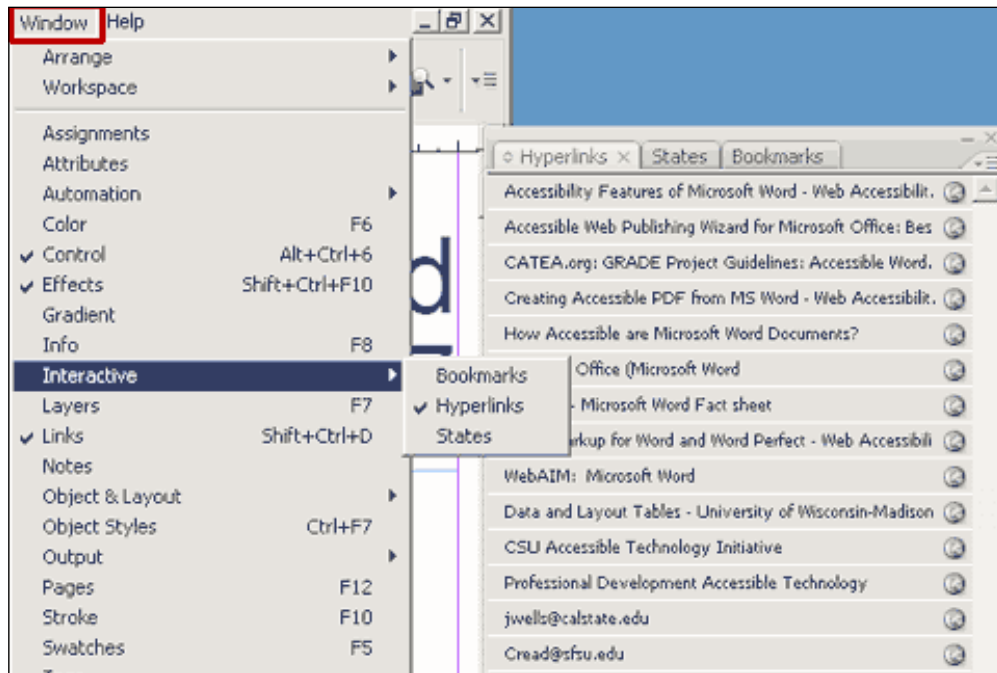 Window Help
Arrange
Workspace
Assignments
Attributes
Automation
Color F6
Control Alt+Ctrl+6
Effects Shift+Ctrl+F10
Gradient
Info F8
Interactive
Layers F7
Links Shift+Ctrl+D
Notes
Object & Layout
Object Styles Ctrl+F7
Output
Pages F12
Stroke F10
Swatches F5
Bookmarks
Hyperlinks
States
d
Hyperlinks × States Bookmarks
Accessibility Features of Microsoft Word - Web Accessibilit.
Accessible Web Publishing Wizard for Microsoft Office: Bes
CATEA.org: GRADE Project Guidelines: Accessible Word.
Creating Accessible PDF from MS Word - Web Accessibilit.
How Accessible are Microsoft Word Documents?
Office (Microsoft Word
- Microsoft Word Fact sheet
rkup for Word and Word Perfect - Web Accessibili
WebAIM: Microsoft Word
Data and Layout Tables - University of Wisconsin-Madison
CSU Accessible Technology Initiative
Professional Development Accessible Technology
jwells@calstate.edu
Cread@sfsu.edu